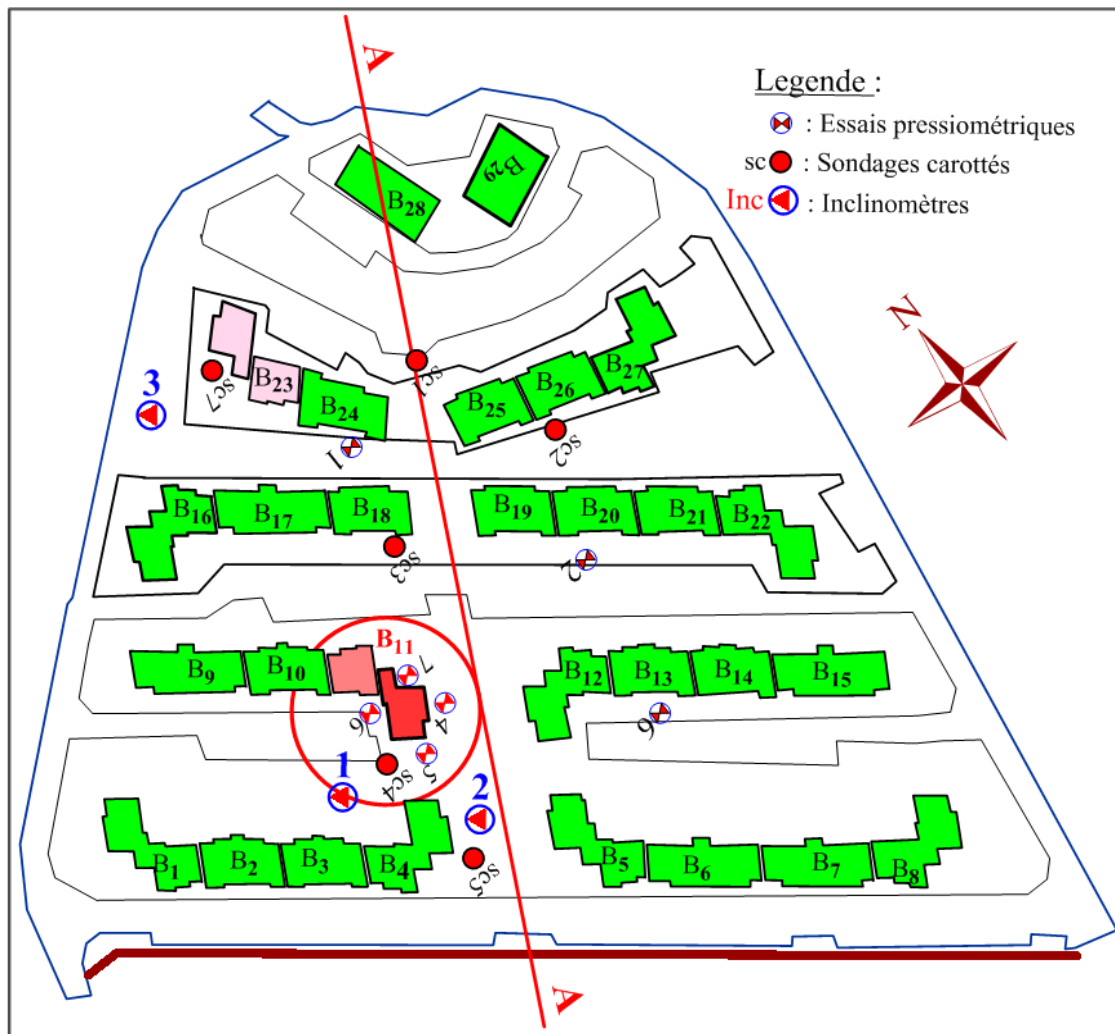 A
Legende :
: Essais pressiométriques
sc : Sondages carottés
Inc : Inclinomètres
B29
B28
N
B27
B26
B25
B23
B24
sc7
sc1
sc2
3
1
B16
B17
B18
B19
B20
B21
B22
sc3
2
B11
B9
B10
7
B12
B13
B14
B15
6
4
6
5
sc4
1
2
B1
B2
B3
B4
sc5
B5
B6
B7
B8
A